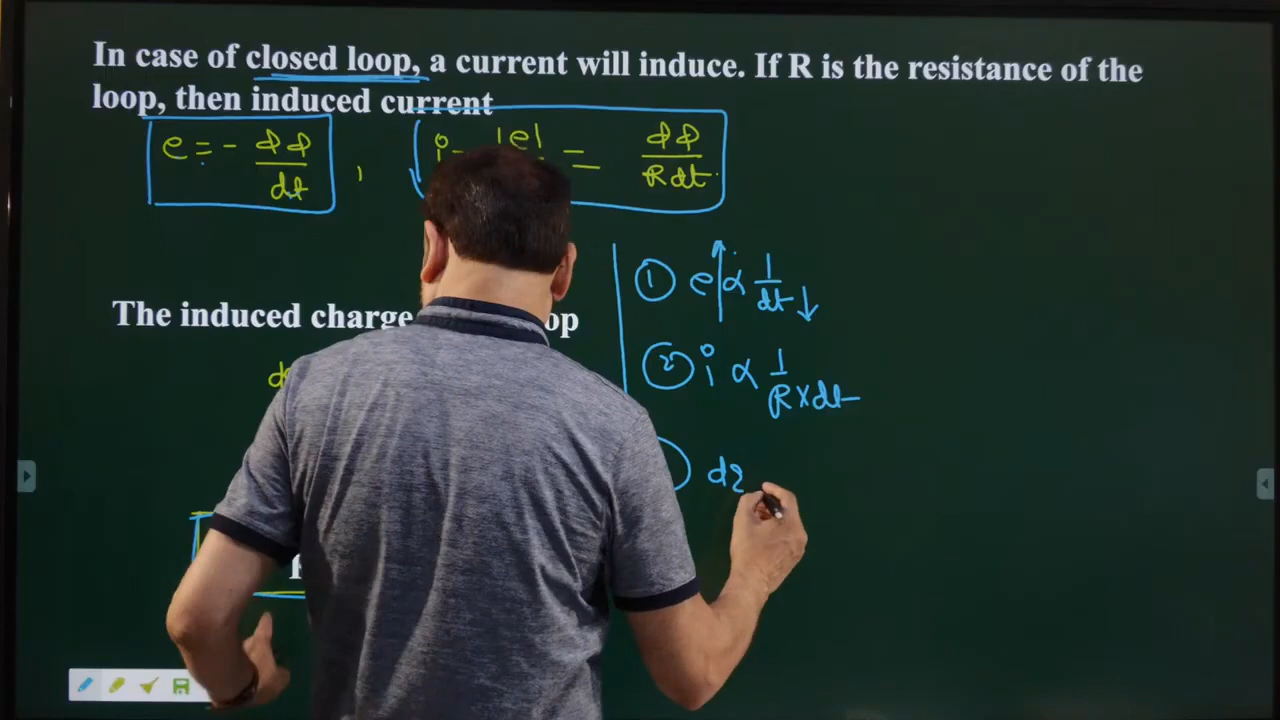 In case of closed loop, a current will induce. If R is the resistance of the
loop, then induced current
e = - dφ/dt , i = |e| = dφ/R dt
① e ∝ 1/dt ↓
The induced charge op
② i ∝ 1/R×dt
dq